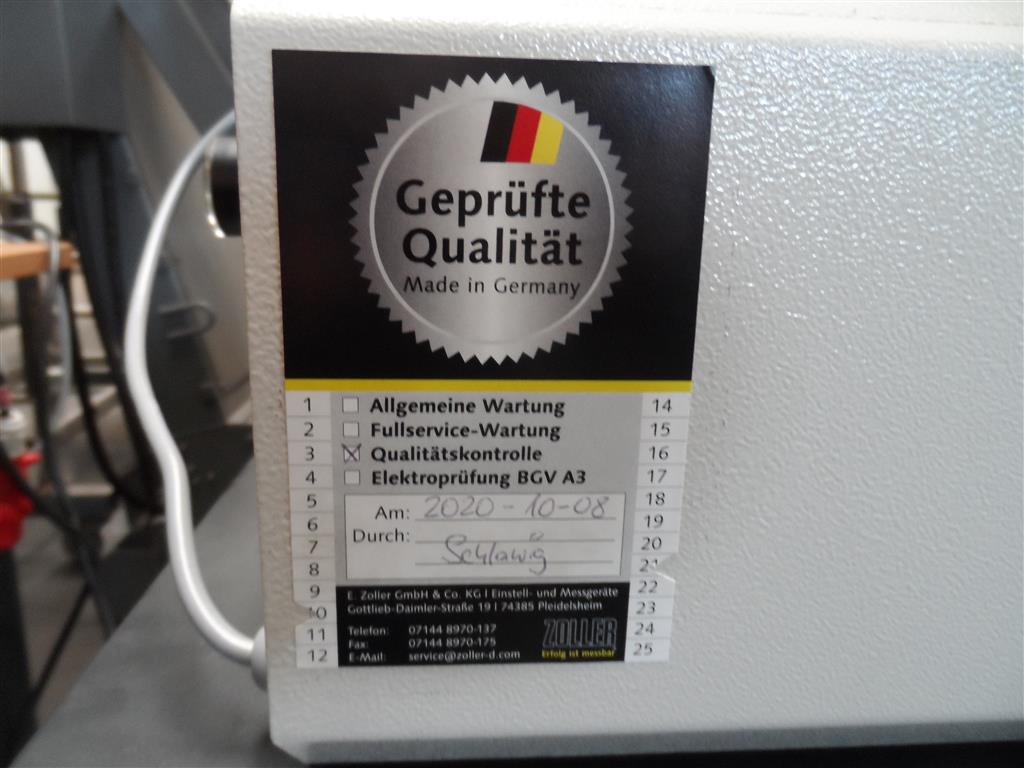 Geprüfte
Qualität
Made in Germany
1 Allgemeine Wartung 14
2 Fullservice-Wartung 15
3 Qualitätskontrolle 16
4 Elektroprüfung BGV A3 17
5 18
Am: 2020-10-08
6 19
Durch:
7 20
Schlawig
8 21
9 22
10 23
11 24
12 25
E. Zoller GmbH & Co. KG | Einstell- und Messgeräte
Gottlieb-Daimler-Straße 19 | 74385 Pleidelsheim
Telefon: 07144 8970-137
Fax: 07144 8970-175
E-Mail: service@zoller-d.com
ZOLLER
Erfolg ist messbar